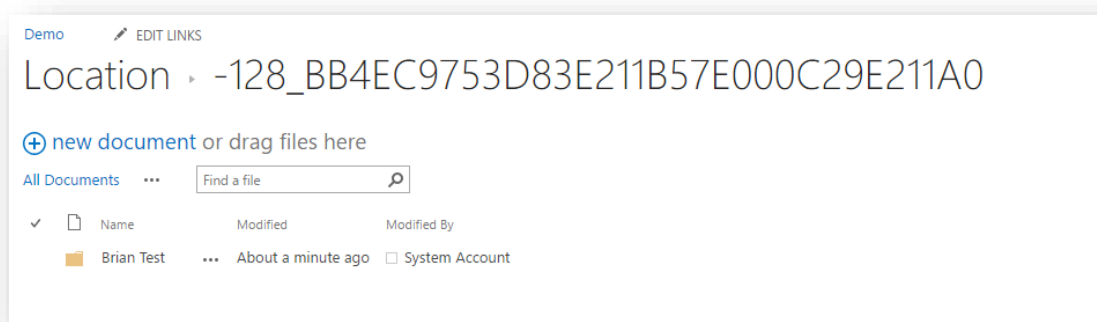 Demo EDIT LINKS
Location ▸ -128_BB4EC9753D83E211B57E000C29E211A0
new document or drag files here
All Documents ••• Find a file
Name Modified Modified By
Brian Test ••• About a minute ago System Account